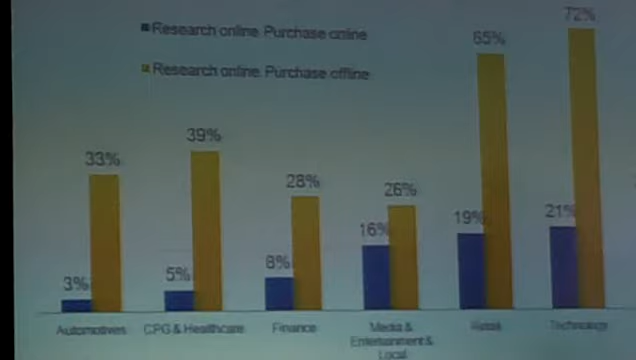 Research online. Purchase online
Research online. Purchase offline
33%
39%
28%
26%
65%
72%
3%
5%
8%
16%
19%
21%
Automotives
CPG & Healthcare
Finance
Media &
Entertainment &
Local
Retail
Technology